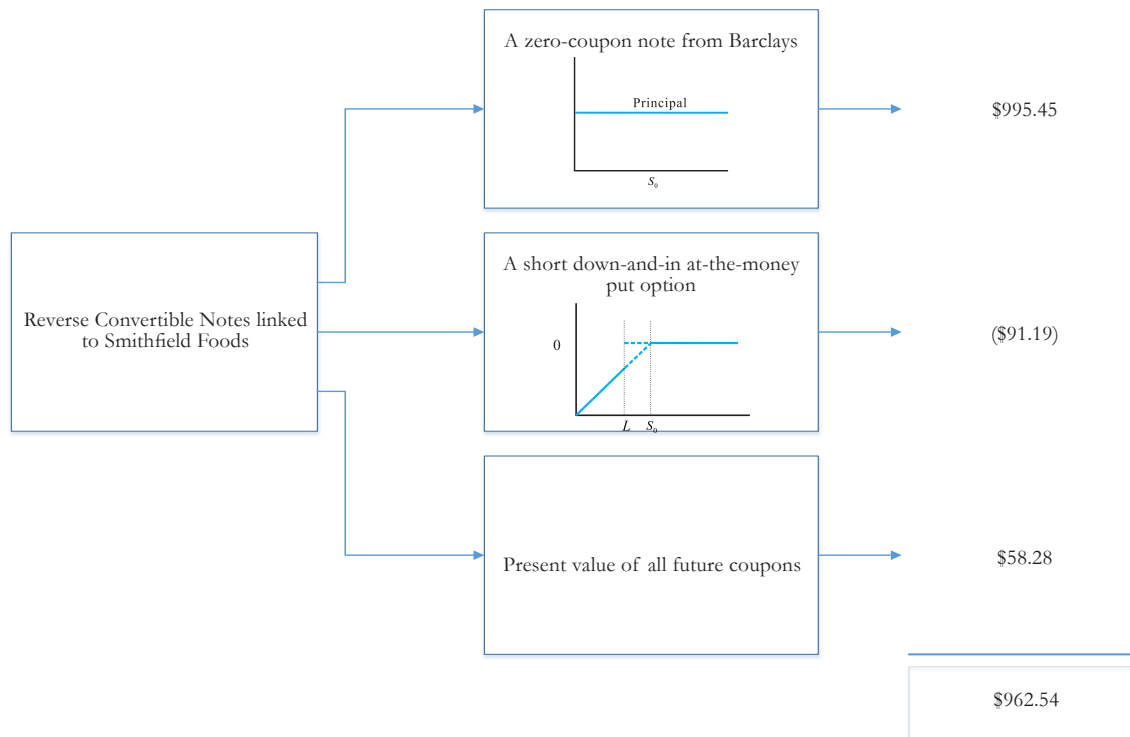 A zero-coupon note from Barclays
Principal
S₀
$995.45
Reverse Convertible Notes linked
to Smithfield Foods
A short down-and-in at-the-money
put option
0
L S₀
($91.19)
Present value of all future coupons
$58.28
$962.54